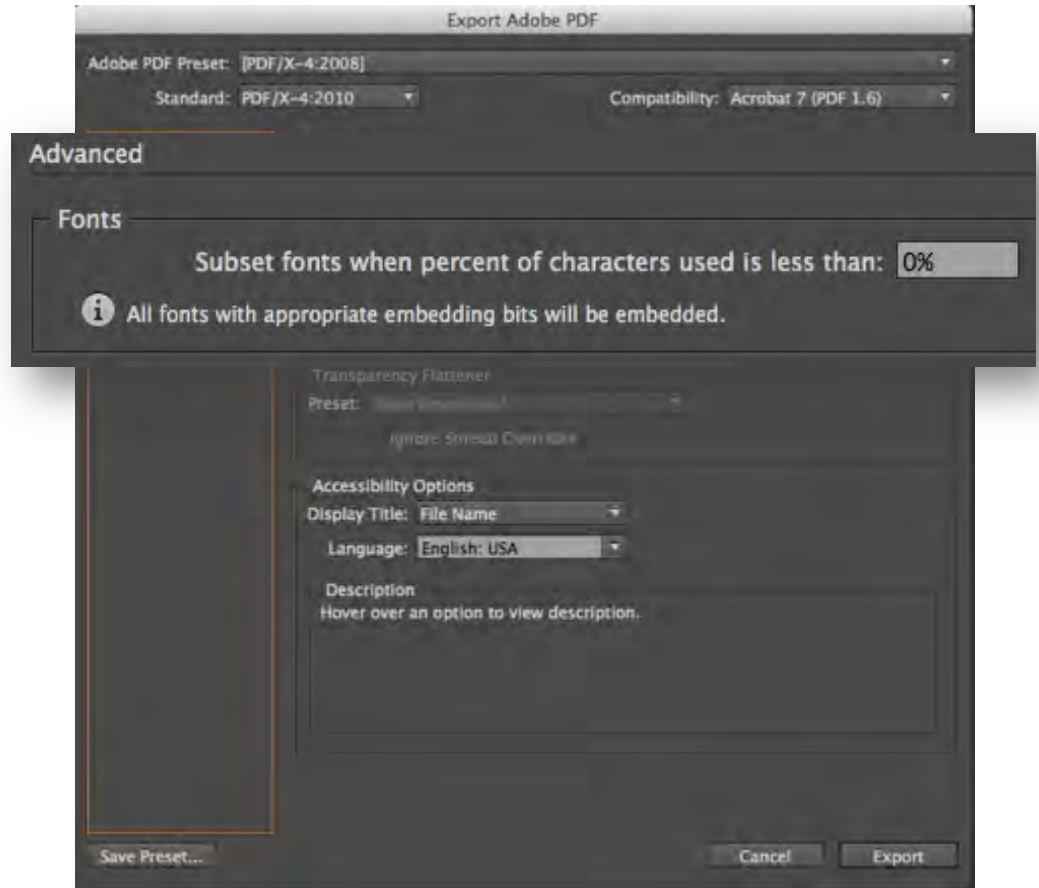 Export Adobe PDF
Adobe PDF Preset: [PDF/X-4:2008]
Standard: PDF/X-4:2010 Compatibility: Acrobat 7 (PDF 1.6)
Advanced
Fonts
Subset fonts when percent of characters used is less than: 0%
All fonts with appropriate embedding bits will be embedded.
Transparency Flattener
Preset:
Ignore Spread Overrides
Accessibility Options
Display Title: File Name
Language: English: USA
Description
Hover over an option to view description.
Save Preset... Cancel Export